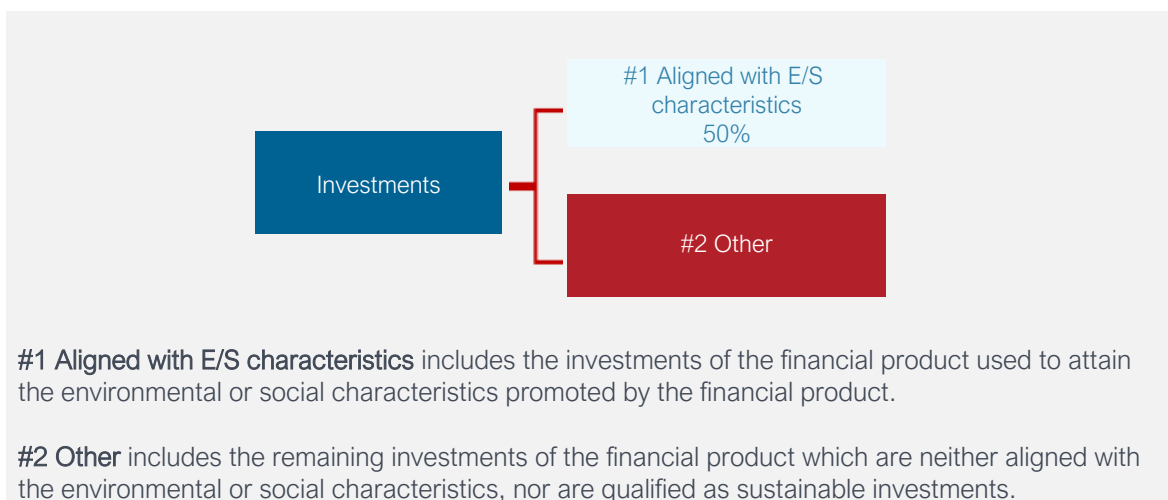 #1 Aligned with E/S
characteristics
50%
Investments
#2 Other
#1 Aligned with E/S characteristics includes the investments of the financial product used to attain
the environmental or social characteristics promoted by the financial product.
#2 Other includes the remaining investments of the financial product which are neither aligned with
the environmental or social characteristics, nor are qualified as sustainable investments.